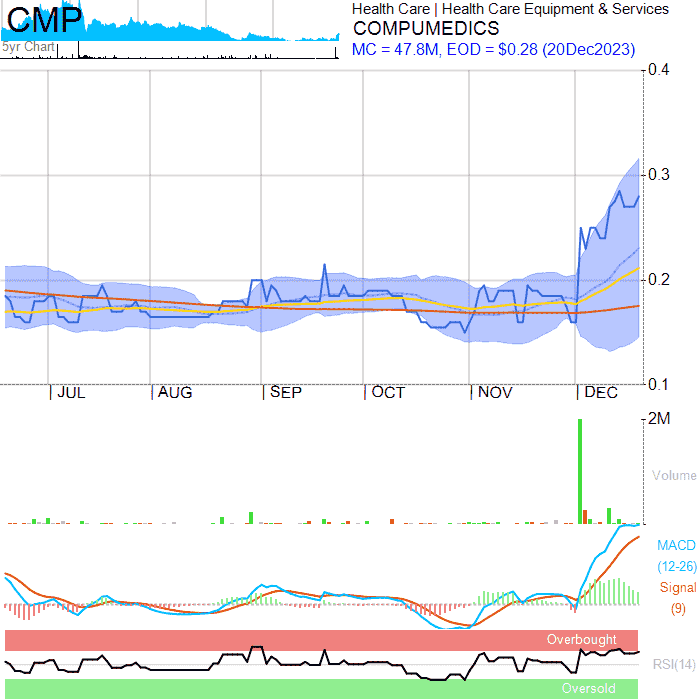 CMP
Health Care | Health Care Equipment & Services
COMPUMEDICS
5yr Chart
MC = 47.8M, EOD = $0.28 (20Dec2023)
0.4
0.3
0.2
0.1
| JUL | AUG | SEP | OCT | NOV | DEC
2M
Volume
MACD
(12-26)
Signal
(9)
Overbought
RSI(14)
Oversold